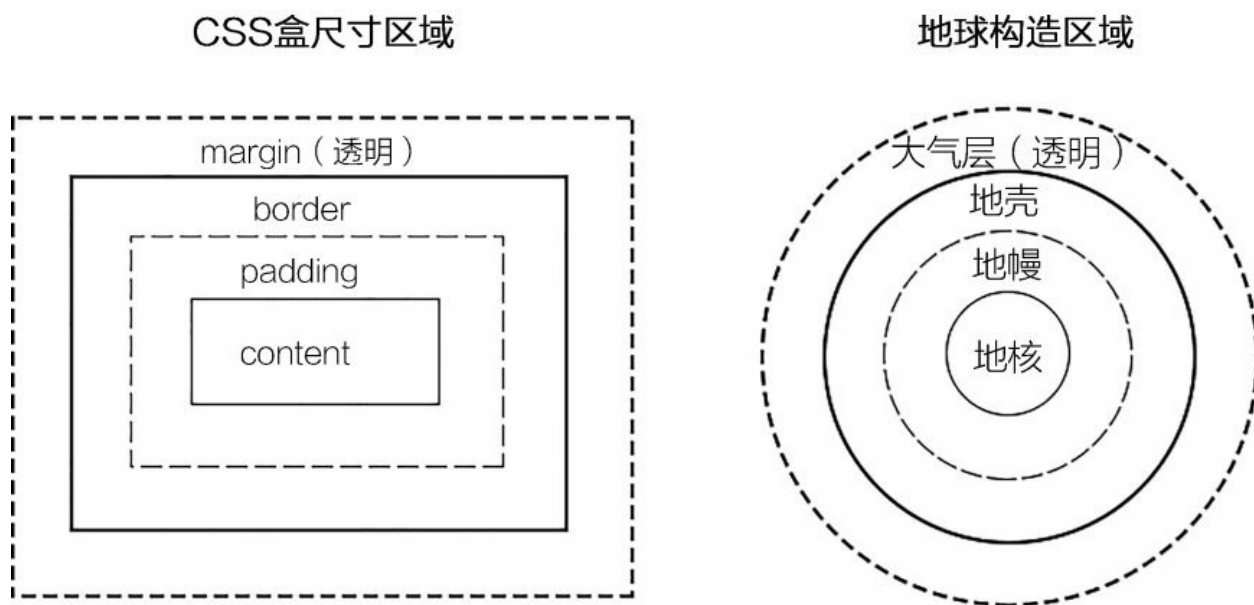 CSS盒尺寸区域
margin（透明）
border
padding
content
地球构造区域
大气层（透明）
地壳
地幔
地核